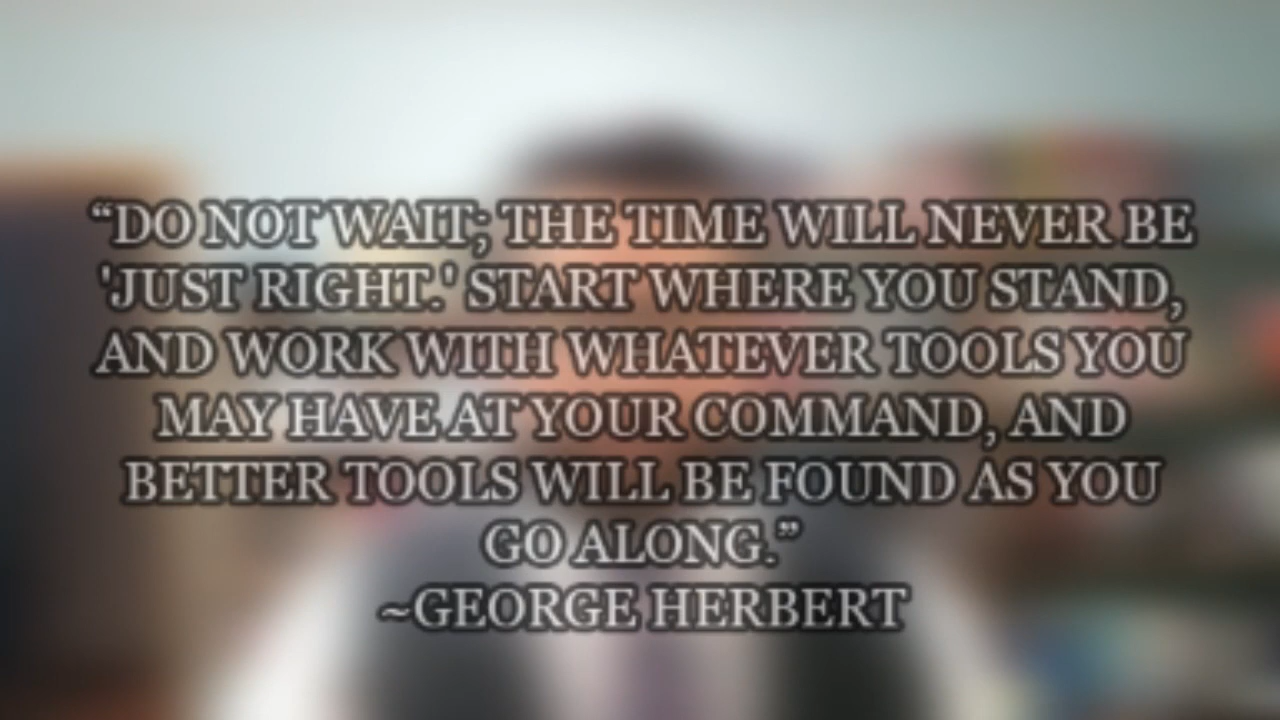 “DO NOT WAIT; THE TIME WILL NEVER BE
'JUST RIGHT.' START WHERE YOU STAND,
AND WORK WITH WHATEVER TOOLS YOU
MAY HAVE AT YOUR COMMAND, AND
BETTER TOOLS WILL BE FOUND AS YOU
GO ALONG.”
~GEORGE HERBERT